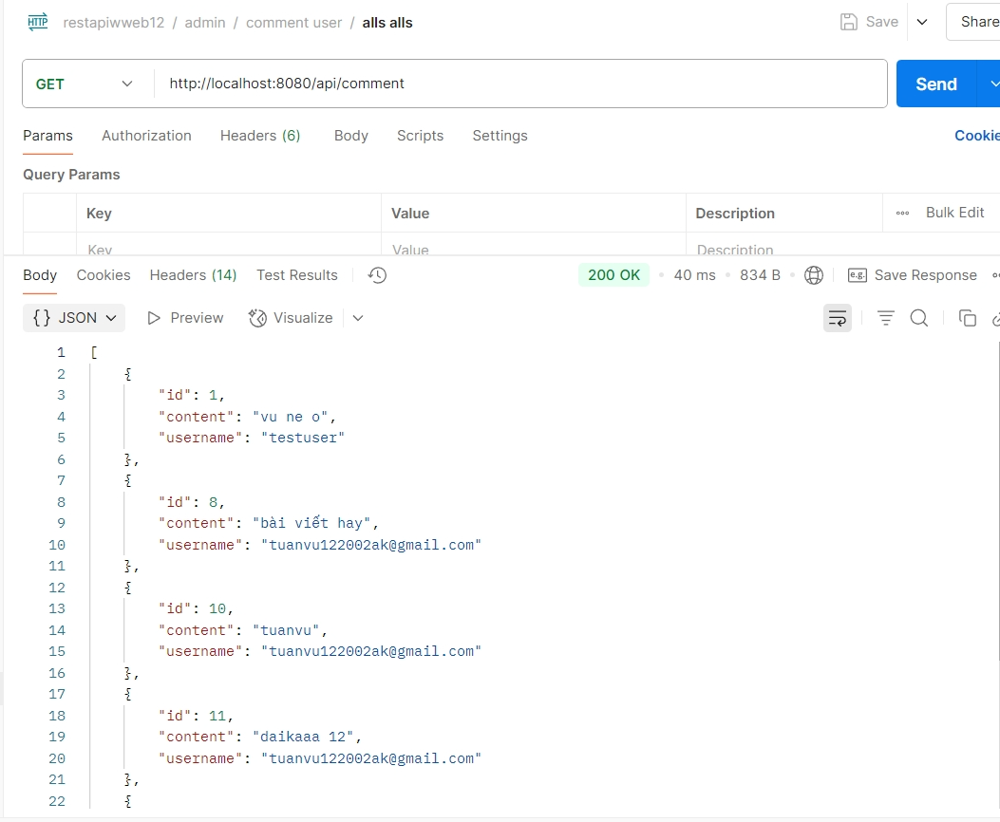 HTTP restapiwweb12 / admin / comment user / alls alls Save Share
GET http://localhost:8080/api/comment Send
Params Authorization Headers (6) Body Scripts Settings Cookie
Query Params
Key Value Description Bulk Edit
Key Value Description
Body Cookies Headers (14) Test Results 200 OK 40 ms 834 B e.g. Save Response
{} JSON Preview Visualize
1 [
2 {
3 "id": 1,
4 "content": "vu ne o",
5 "username": "testuser"
6 },
7 {
8 "id": 8,
9 "content": "bài viết hay",
10 "username": "tuanvu122002ak@gmail.com"
11 },
12 {
13 "id": 10,
14 "content": "tuanvu",
15 "username": "tuanvu122002ak@gmail.com"
16 },
17 {
18 "id": 11,
19 "content": "daikaaa 12",
20 "username": "tuanvu122002ak@gmail.com"
21 },
22 {